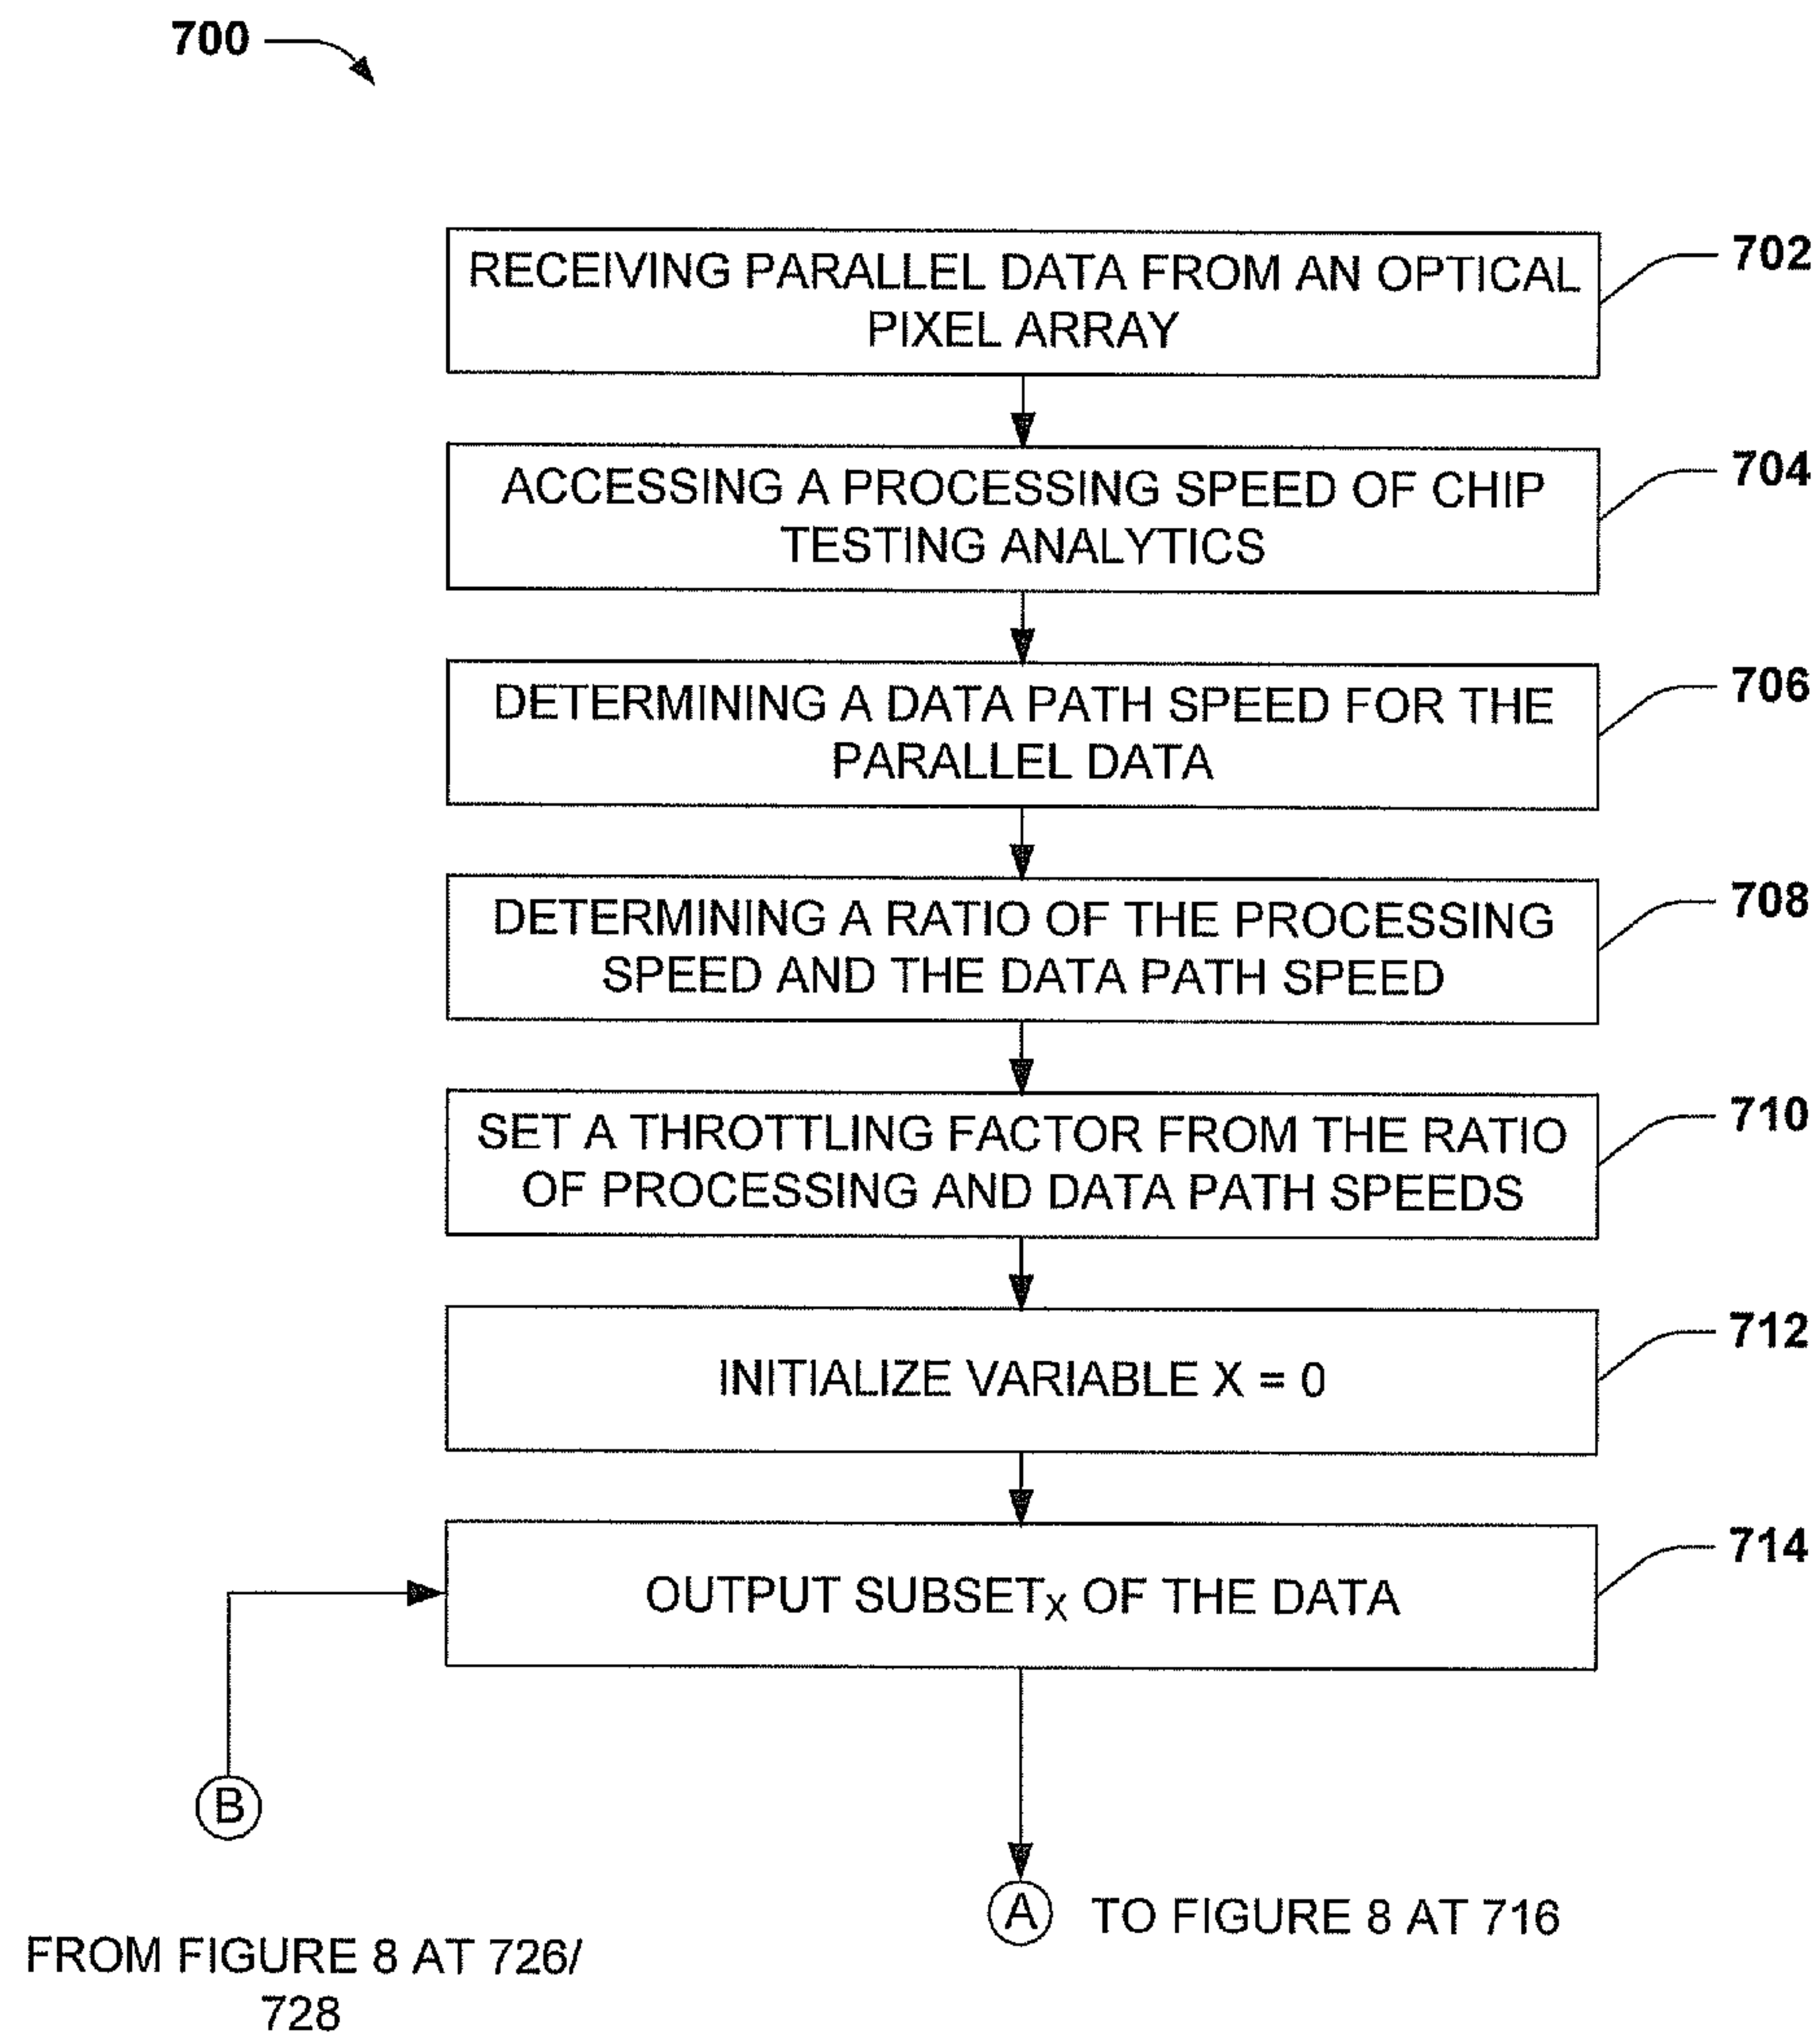 700
RECEIVING PARALLEL DATA FROM AN OPTICAL
PIXEL ARRAY
702
ACCESSING A PROCESSING SPEED OF CHIP
TESTING ANALYTICS
704
DETERMINING A DATA PATH SPEED FOR THE
PARALLEL DATA
706
DETERMINING A RATIO OF THE PROCESSING
SPEED AND THE DATA PATH SPEED
708
SET A THROTTLING FACTOR FROM THE RATIO
OF PROCESSING AND DATA PATH SPEEDS
710
INITIALIZE VARIABLE X = 0
712
OUTPUT SUBSETX OF THE DATA
714
B
A
TO FIGURE 8 AT 716
FROM FIGURE 8 AT 726/
728